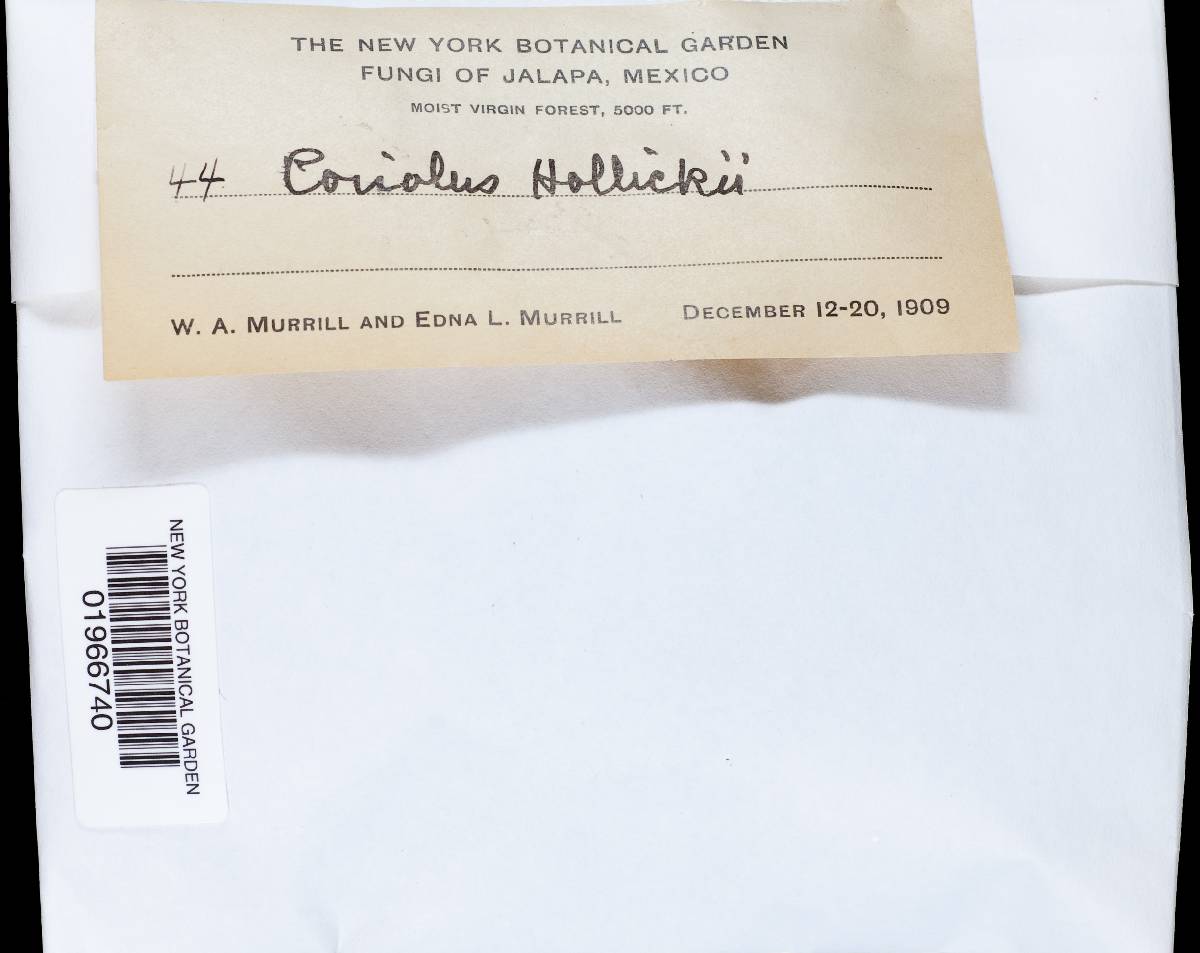 THE NEW YORK BOTANICAL GARDEN
FUNGI OF JALAPA, MEXICO
MOIST VIRGIN FOREST, 5000 FT.
44 Coriolus Hollickii
W. A. MURRILL AND EDNA L. MURRILL DECEMBER 12-20, 1909
NEW YORK BOTANICAL GARDEN
01966740